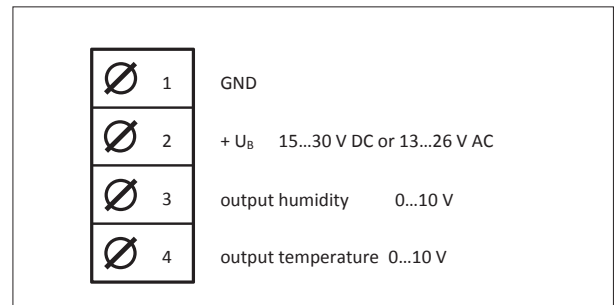 1 GND
2 + U_B 15...30 V DC or 13...26 V AC
3 output humidity 0...10 V
4 output temperature 0...10 V